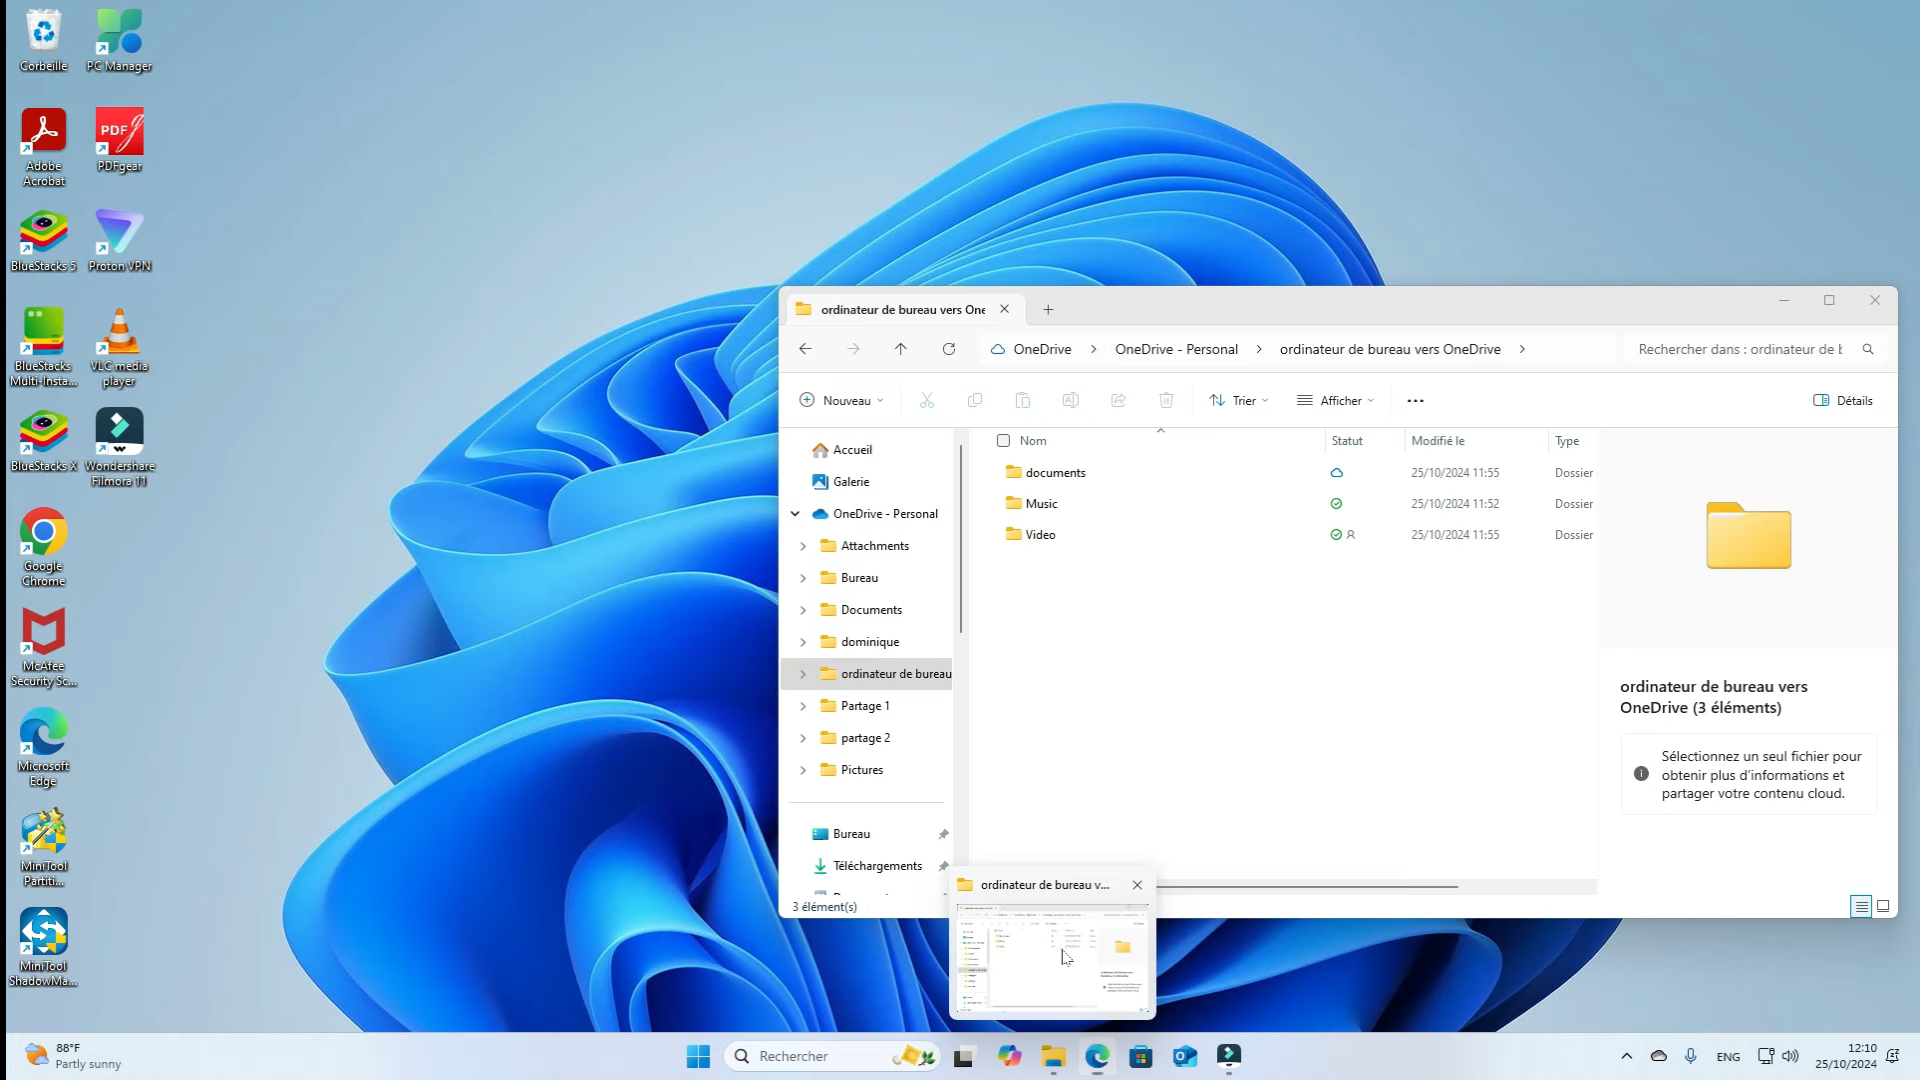 Corbeille
PC Manager
Adobe
Acrobat
PDF
PDFgear
BlueStacks 5
Proton VPN
BlueStacks
Multi-Insta...
VLC media
player
BlueStacks X
Wondershare
Filmora 11
Google
Chrome
McAfee
Security Sc...
Microsoft
Edge
MiniTool
Partiti...
MiniTool
ShadowMa...
ordinateur de bureau vers One
OneDrive
OneDrive - Personal
ordinateur de bureau vers OneDrive
Rechercher dans : ordinateur de b
Nouveau
Trier
Afficher
Détails
Accueil
Galerie
OneDrive - Personal
Attachments
Bureau
Documents
dominique
ordinateur de bureau
Partage 1
partage 2
Pictures
Bureau
Téléchargements
3 élément(s)
Nom Statut Modifié le Type
documents 25/10/2024 11:55 Dossier
Music 25/10/2024 11:52 Dossier
Video 25/10/2024 11:55 Dossier
ordinateur de bureau vers
OneDrive (3 éléments)
Sélectionnez un seul fichier pour
obtenir plus d'informations et
partager votre contenu cloud.
ordinateur de bureau v...
88°F
Partly sunny
Rechercher
ENG
12:10
25/10/2024